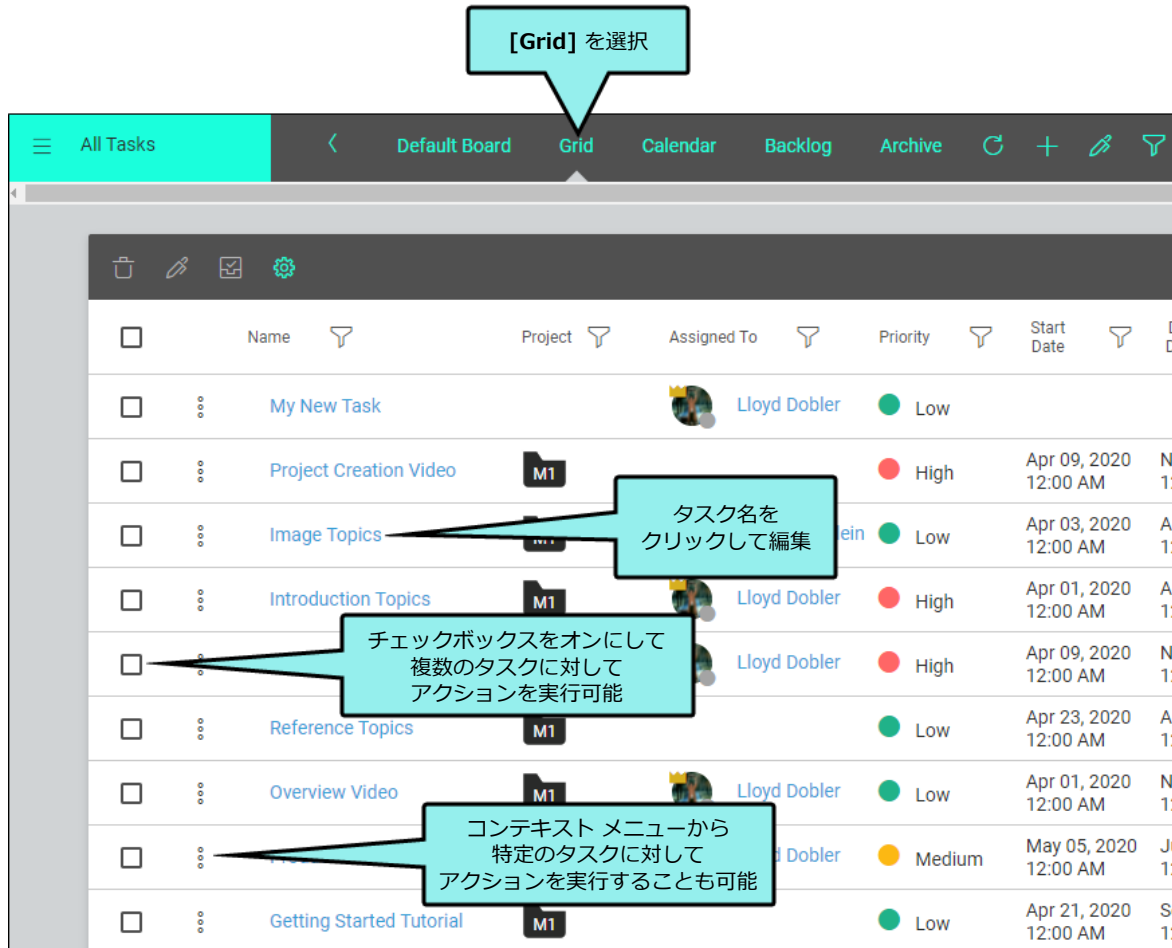 [Grid] を選択
All Tasks
Default Board
Grid
Calendar
Backlog
Archive
Name
Project
Assigned To
Priority
Start
Date
My New Task
Lloyd Dobler
Low
Project Creation Video
M1
High
Apr 09, 2020
12:00 AM
タスク名を
クリックして編集
Image Topics
Low
Apr 03, 2020
12:00 AM
Introduction Topics
M1
Lloyd Dobler
High
Apr 01, 2020
12:00 AM
チェックボックスをオンにして
複数のタスクに対して
アクションを実行可能
Lloyd Dobler
High
Apr 09, 2020
12:00 AM
Reference Topics
M1
Low
Apr 23, 2020
12:00 AM
Overview Video
M1
Lloyd Dobler
Low
Apr 01, 2020
12:00 AM
コンテキスト メニューから
特定のタスクに対して
アクションを実行することも可能
Dobler
Medium
May 05, 2020
12:00 AM
Getting Started Tutorial
M1
Low
Apr 21, 2020
12:00 AM